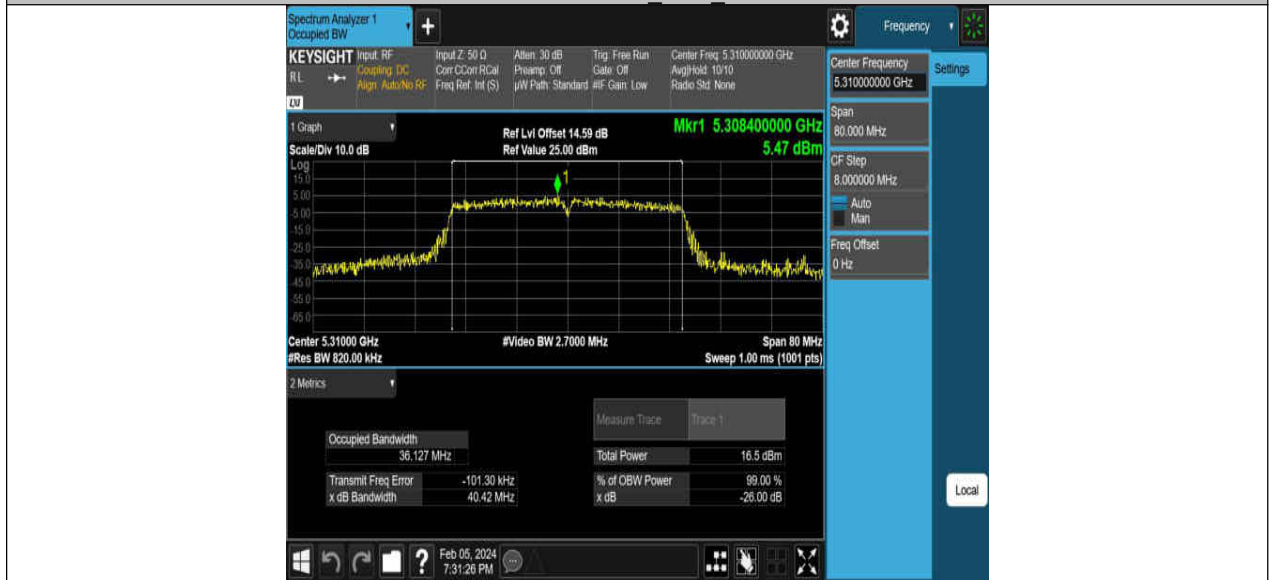 Spectrum Analyzer 1
Occupied BW
+
Frequency
KEYSIGHT
RL
LXI
Input: RF
Coupling: DC
Align: Auto/No RF
Input Z: 50 Ω
Corr CCorr RCal
Freq Ref: Int (S)
Atten: 30 dB
Preamp: Off
µW Path: Standard
Trig: Free Run
Gate: Off
#IF Gain: Low
Center Freq: 5.310000000 GHz
Avg|Hold: 10/10
Radio Std: None
Center Frequency
5.310000000 GHz
Settings
Span
80.000 MHz
CF Step
8.000000 MHz
Auto
Man
Freq Offset
0 Hz
1 Graph
Scale/Div 10.0 dB
Ref Lvl Offset 14.59 dB
Ref Value 25.00 dBm
Mkr1 5.308400000 GHz
5.47 dBm
Log
15.0
5.00
-5.00
-15.0
-25.0
-35.0
-45.0
-55.0
-65.0
1
Center 5.31000 GHz
#Video BW 2.7000 MHz
Span 80 MHz
#Res BW 820.00 kHz
Sweep 1.00 ms (1001 pts)
2 Metrics
Measure Trace Trace 1
Occupied Bandwidth
36.127 MHz
Total Power 16.5 dBm
Transmit Freq Error -101.30 kHz
% of OBW Power 99.00 %
x dB Bandwidth 40.42 MHz
x dB -26.00 dB
Local
?
Feb 05, 2024
7:31:26 PM